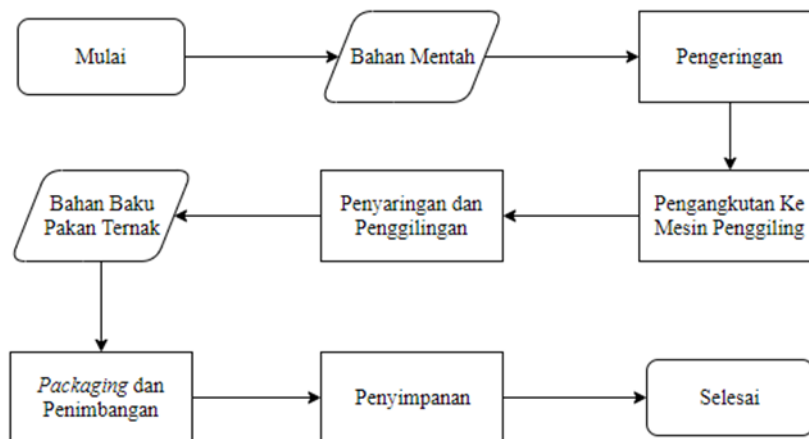 Mulai
Bahan Mentah
Pengeringan
Pengangkutan Ke
Mesin Penggiling
Penyaringan dan
Penggilingan
Bahan Baku
Pakan Ternak
Packaging dan
Penimbangan
Penyimpanan
Selesai